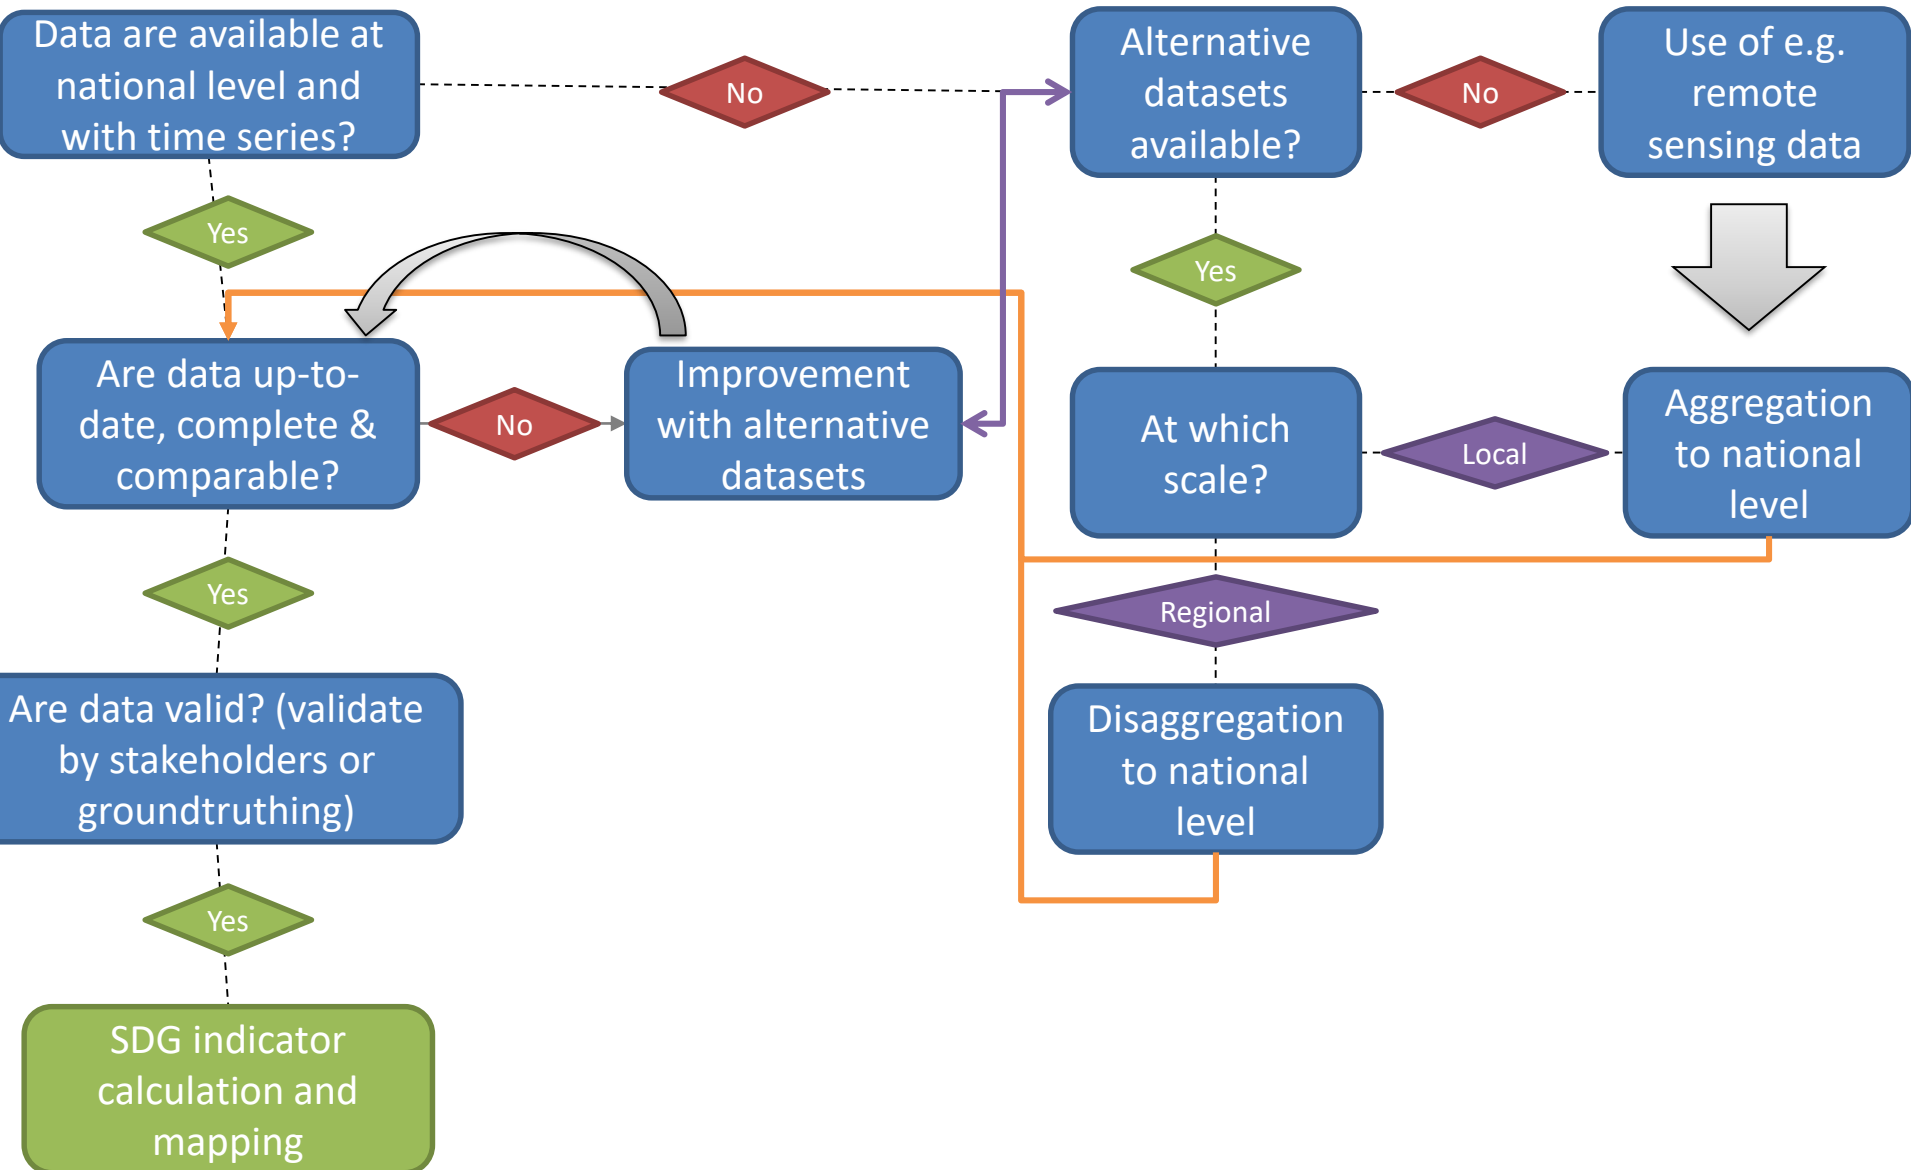 Data are available at
national level and
with time series?
No
Alternative
datasets
available?
No
Use of e.g.
remote
sensing data
Yes
Yes
Are data up-to-
date, complete &
comparable?
No
Improvement
with alternative
datasets
At which
scale?
Local
Aggregation
to national
level
Yes
Regional
Are data valid? (validate
by stakeholders or
groundtruthing)
Disaggregation
to national
level
Yes
SDG indicator
calculation and
mapping